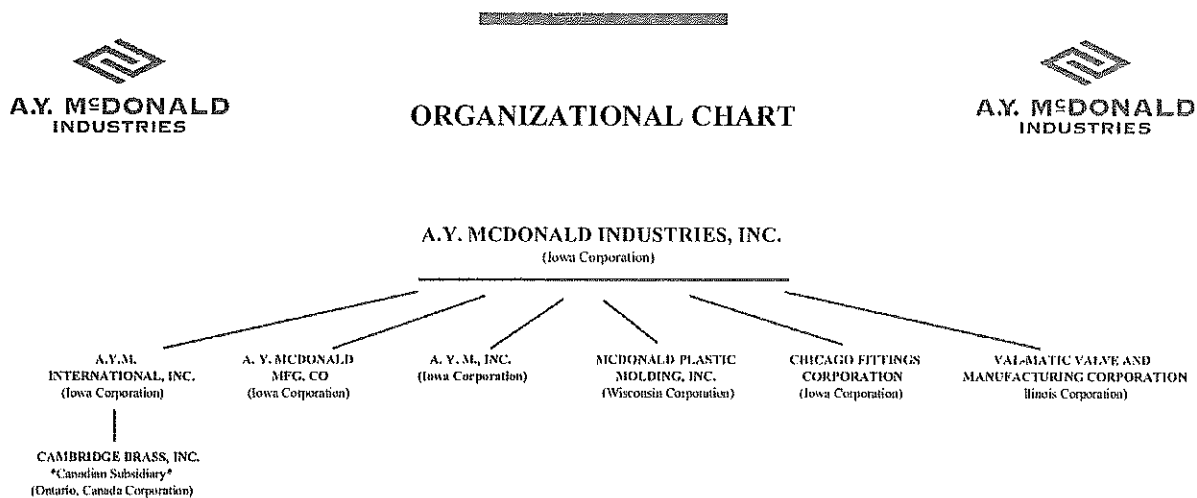 A.Y. McDONALD
INDUSTRIES
ORGANIZATIONAL CHART
A.Y. McDONALD
INDUSTRIES
A.Y. MCDONALD INDUSTRIES, INC.
(Iowa Corporation)
A.Y.M.
INTERNATIONAL, INC.
(Iowa Corporation)
A. Y. MCDONALD
MFG. CO
(Iowa Corporation)
A. Y. M., INC.
(Iowa Corporation)
MCDONALD PLASTIC
MOLDING, INC.
(Wisconsin Corporation)
CHICAGO FITTINGS
CORPORATION
(Iowa Corporation)
VAL-MATIC VALVE AND
MANUFACTURING CORPORATION
Illinois Corporation)
CAMBRIDGE BRASS, INC.
*Canadian Subsidiary*
(Ontario, Canada Corporation)